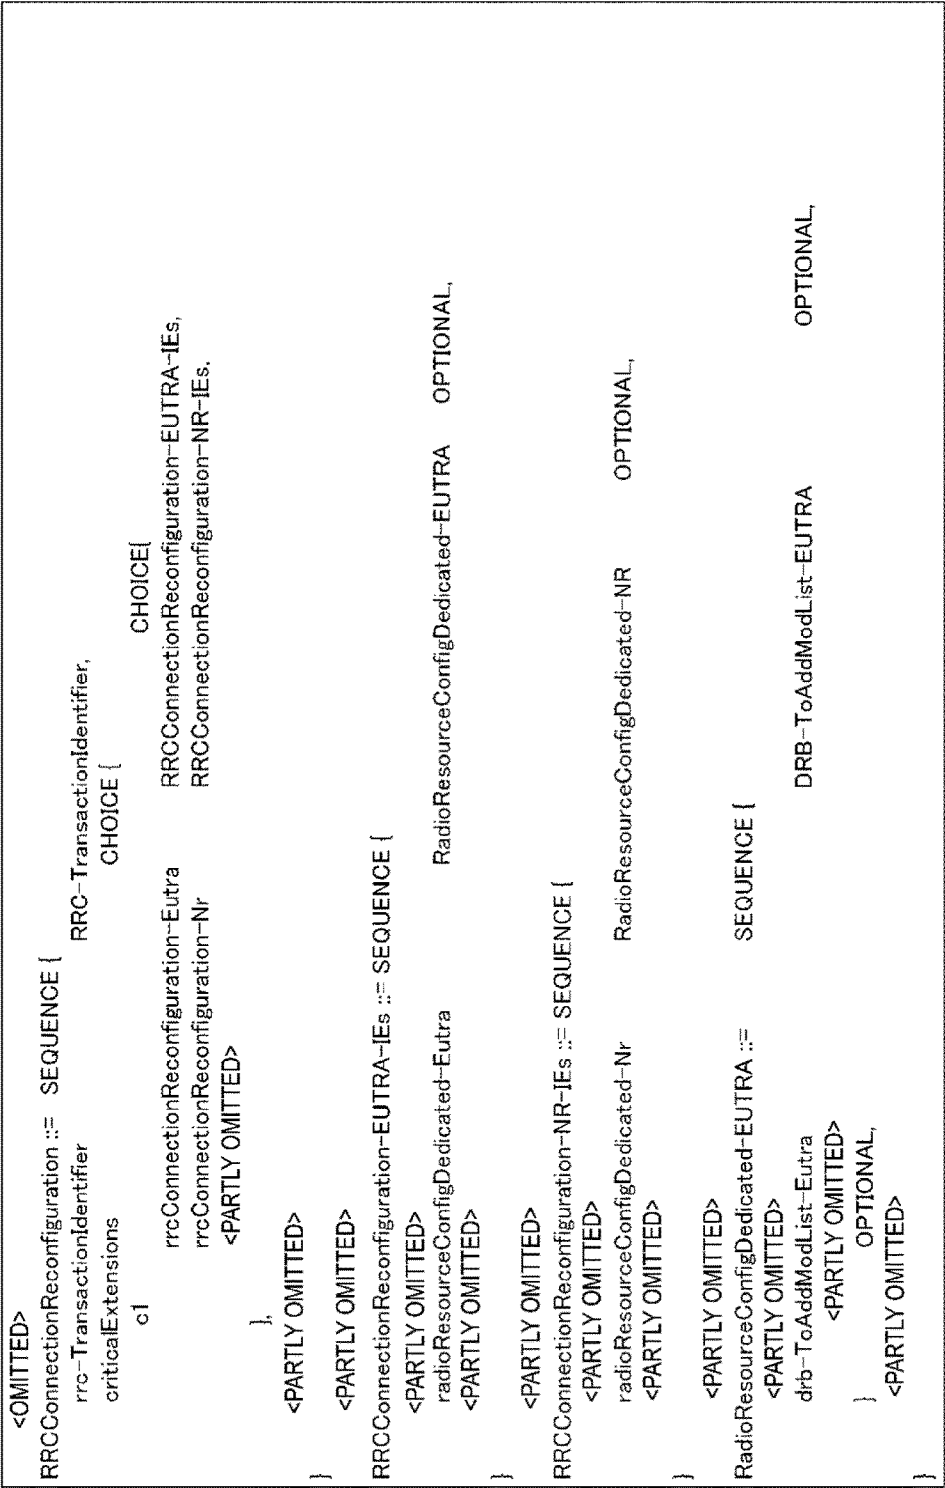 <OMITTED>
RRCConnectionReconfiguration ::= SEQUENCE {
rrc-TransactionIdentifier RRC-TransactionIdentifier,
criticalExtensions CHOICE {
c1 CHOICE{
rrcConnectionReconfiguration-Eutra RRCConnectionReconfiguration-EUTRA-IEs,
rrcConnectionReconfiguration-Nr RRCConnectionReconfiguration-NR-IEs,
<PARTLY OMITTED>
},
<PARTLY OMITTED>
}
<PARTLY OMITTED>
RRCConnectionReconfiguration-EUTRA-IEs ::= SEQUENCE {
<PARTLY OMITTED>
radioResourceConfigDedicated-Eutra RadioResourceConfigDedicated-EUTRA OPTIONAL,
<PARTLY OMITTED>
}
<PARTLY OMITTED>
RRCConnectionReconfiguration-NR-IEs ::= SEQUENCE {
<PARTLY OMITTED>
radioResourceConfigDedicated-Nr RadioResourceConfigDedicated-NR OPTIONAL,
<PARTLY OMITTED>
}
<PARTLY OMITTED>
RadioResourceConfigDedicated-EUTRA ::= SEQUENCE {
<PARTLY OMITTED>
drb-ToAddModList-Eutra DRB-ToAddModList-EUTRA OPTIONAL,
<PARTLY OMITTED>
} OPTIONAL,
<PARTLY OMITTED>
}